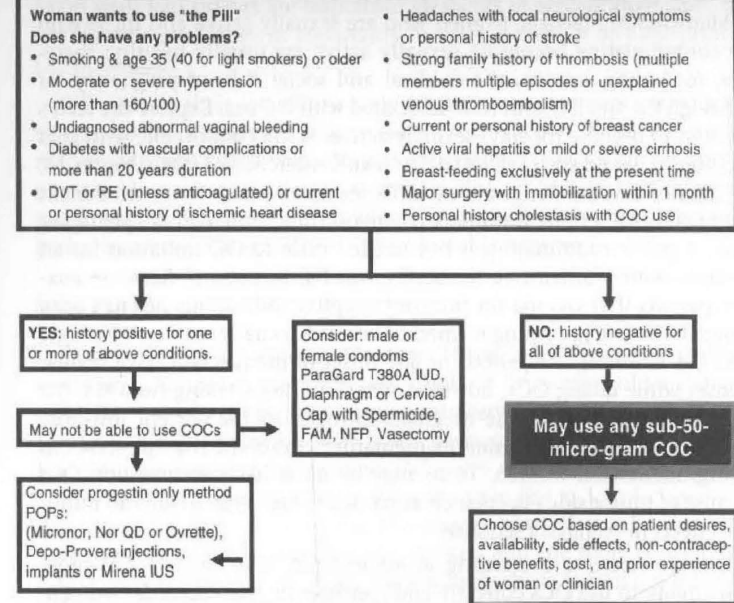 Woman wants to use "the Pill"
Does she have any problems?
• Smoking & age 35 (40 for light smokers) or older
• Moderate or severe hypertension
(more than 160/100)
• Undiagnosed abnormal vaginal bleeding
• Diabetes with vascular complications or
more than 20 years duration
• DVT or PE (unless anticoagulated) or current
or personal history of ischemic heart disease
• Headaches with focal neurological symptoms
or personal history of stroke
• Strong family history of thrombosis (multiple
members multiple episodes of unexplained
venous thromboembolism)
• Current or personal history of breast cancer
• Active viral hepatitis or mild or severe cirrhosis
• Breast-feeding exclusively at the present time
• Major surgery with immobilization within 1 month
Personal history cholestasis with COC use
YES: history positive for one
or more of above conditions.
May not be able to use COCs
Consider progestin only method
POPs:
(Micronor, Nor QD or Ovrette),
Depo-Provera injections,
implants or Mirena IUS
Consider: male or
female condoms
ParaGard T380A IUD,
Diaphragm or Cervical
Cap with Spermicide,
FAM, NFP, Vasectomy
NO: history negative for
all of above conditions
May use any sub-50-
micro-gram COC
Choose COC based on patient desires,
availability, side effects, non-contracep-
tive benefits, cost, and prior experience
of woman or clinician